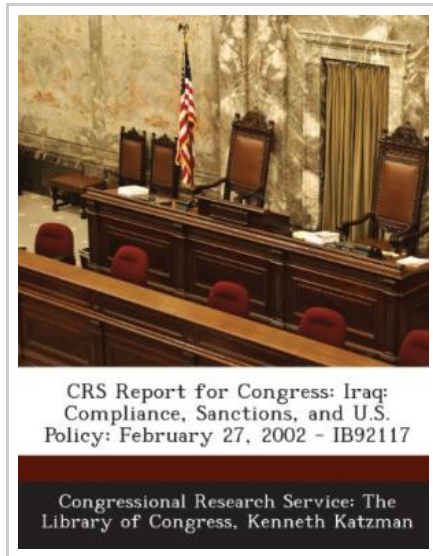 CRS Report for Congress: Iraq:
Compliance, Sanctions, and U.S.
Policy: February 27, 2002 - IB92117
Congressional Research Service: The
Library of Congress, Kenneth Katzman